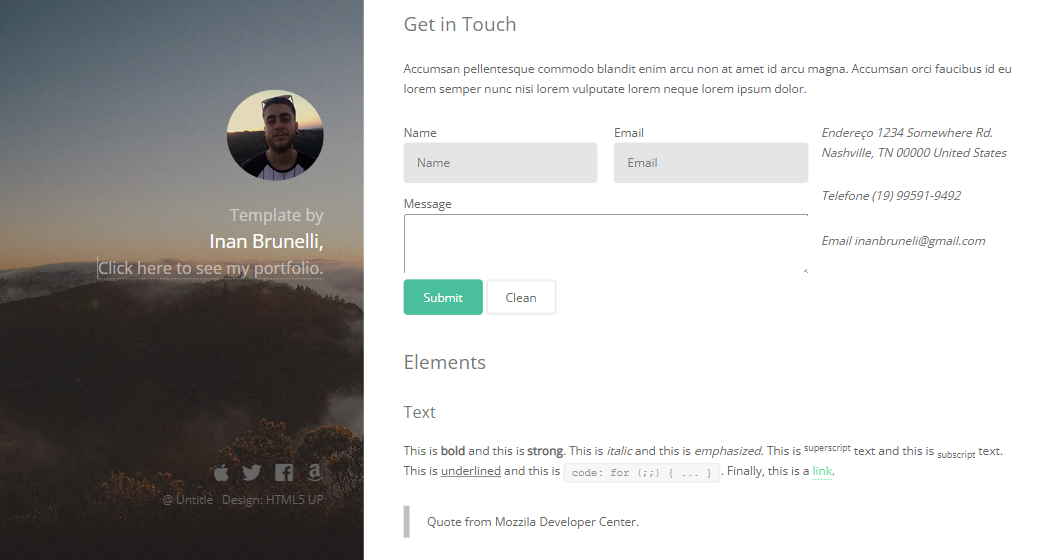 Template by
Inan Brunelli,
Click here to see my portfolio.
@ Untitle Design: HTML5 UP
Get in Touch
Accumsan pellentesque commodo blandit enim arcu non at amet id arcu magna. Accumsan orci faucibus id eu
lorem semper nunc nisi lorem vulputate lorem neque lorem ipsum dolor.
Name
Email
Name
Email
Message
Submit
Clean
Endereço 1234 Somewhere Rd.
Nashville, TN 00000 United States
Telefone (19) 99591-9492
Email inanbruneli@gmail.com
Elements
Text
This is bold and this is strong. This is italic and this is emphasized. This is superscript text and this is subscript text.
This is underlined and this is code: for (;;) { ... } . Finally, this is a link.
Quote from Mozzila Developer Center.